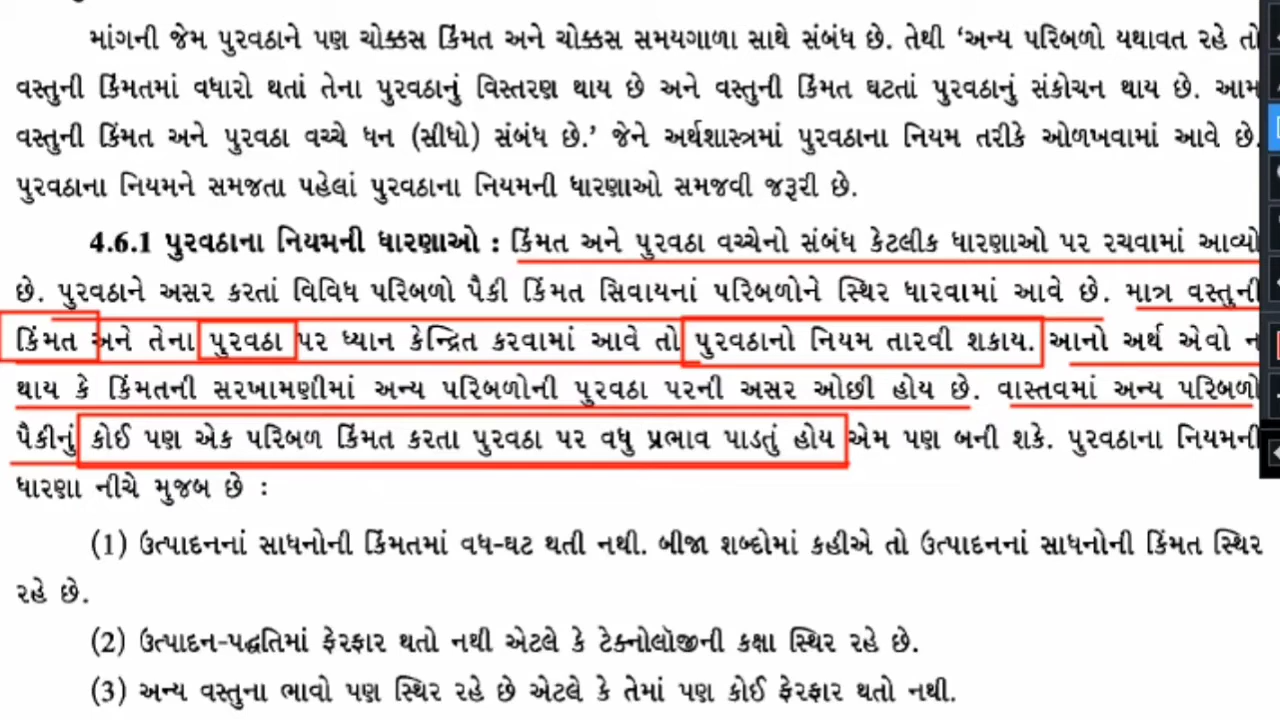 માંગની જેમ પુરવઠાને પણ ચોક્કસ કિંમત અને ચોક્કસ સમયગાળા સાથે સંબંધ છે. તેથી ‘અન્ય પરિબળો યથાવત રહે તો
વસ્તુની કિંમતમાં વધારો થતાં તેના પુરવઠાનું વિસ્તરણ થાય છે અને વસ્તુની કિંમત ઘટતાં પુરવઠાનું સંકોચન થાય છે. આમ
વસ્તુની કિંમત અને પુરવઠા વચ્ચે ધન (સીધો) સંબંધ છે.’ જેને અર્થશાસ્ત્રમાં પુરવઠાના નિયમ તરીકે ઓળખવામાં આવે છે.
પુરવઠાના નિયમને સમજતા પહેલાં પુરવઠાના નિયમની ધારણાઓ સમજવી જરૂરી છે.
4.6.1 પુરવઠાના નિયમની ધારણાઓ : કિંમત અને પુરવઠા વચ્ચેનો સંબંધ કેટલીક ધારણાઓ પર રચવામાં આવ્યો
છે. પુરવઠાને અસર કરતાં વિવિધ પરિબળો પૈકી કિંમત સિવાયનાં પરિબળોને સ્થિર ધારવામાં આવે છે. માત્ર વસ્તુની
કિંમત અને તેના પુરવઠા પર ધ્યાન કેન્દ્રિત કરવામાં આવે તો પુરવઠાનો નિયમ તારવી શકાય. આનો અર્થ એવો ન
થાય કે કિંમતની સરખામણીમાં અન્ય પરિબળોની પુરવઠા પરની અસર ઓછી હોય છે. વાસ્તવમાં અન્ય પરિબળો
પૈકીનું કોઈ પણ એક પરિબળ કિંમત કરતા પુરવઠા પર વધુ પ્રભાવ પાડતું હોય એમ પણ બની શકે. પુરવઠાના નિયમની
ધારણા નીચે મુજબ છે :
(1) ઉત્પાદનનાં સાધનોની કિંમતમાં વધ-ઘટ થતી નથી. બીજા શબ્દોમાં કહીએ તો ઉત્પાદનનાં સાધનોની કિંમત સ્થિર
રહે છે.
(2) ઉત્પાદન-પદ્ધતિમાં ફેરફાર થતો નથી એટલે કે ટેક્નોલૉજીની કક્ષા સ્થિર રહે છે.
(3) અન્ય વસ્તુના ભાવો પણ સ્થિર રહે છે એટલે કે તેમાં પણ કોઈ ફેરફાર થતો નથી.